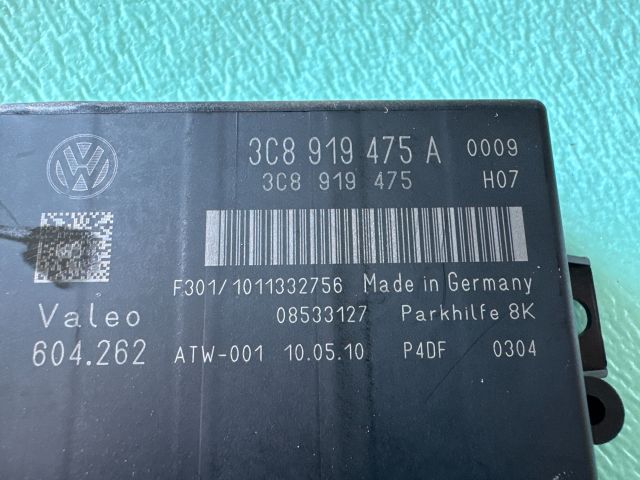 3C8 919 475 A 0009
3C8 919 475 H07
F301/1011332756 Made in Germany
Valeo 08533127 Parkhilfe 8K
604.262 ATW-001 10.05.10 P4DF 0304